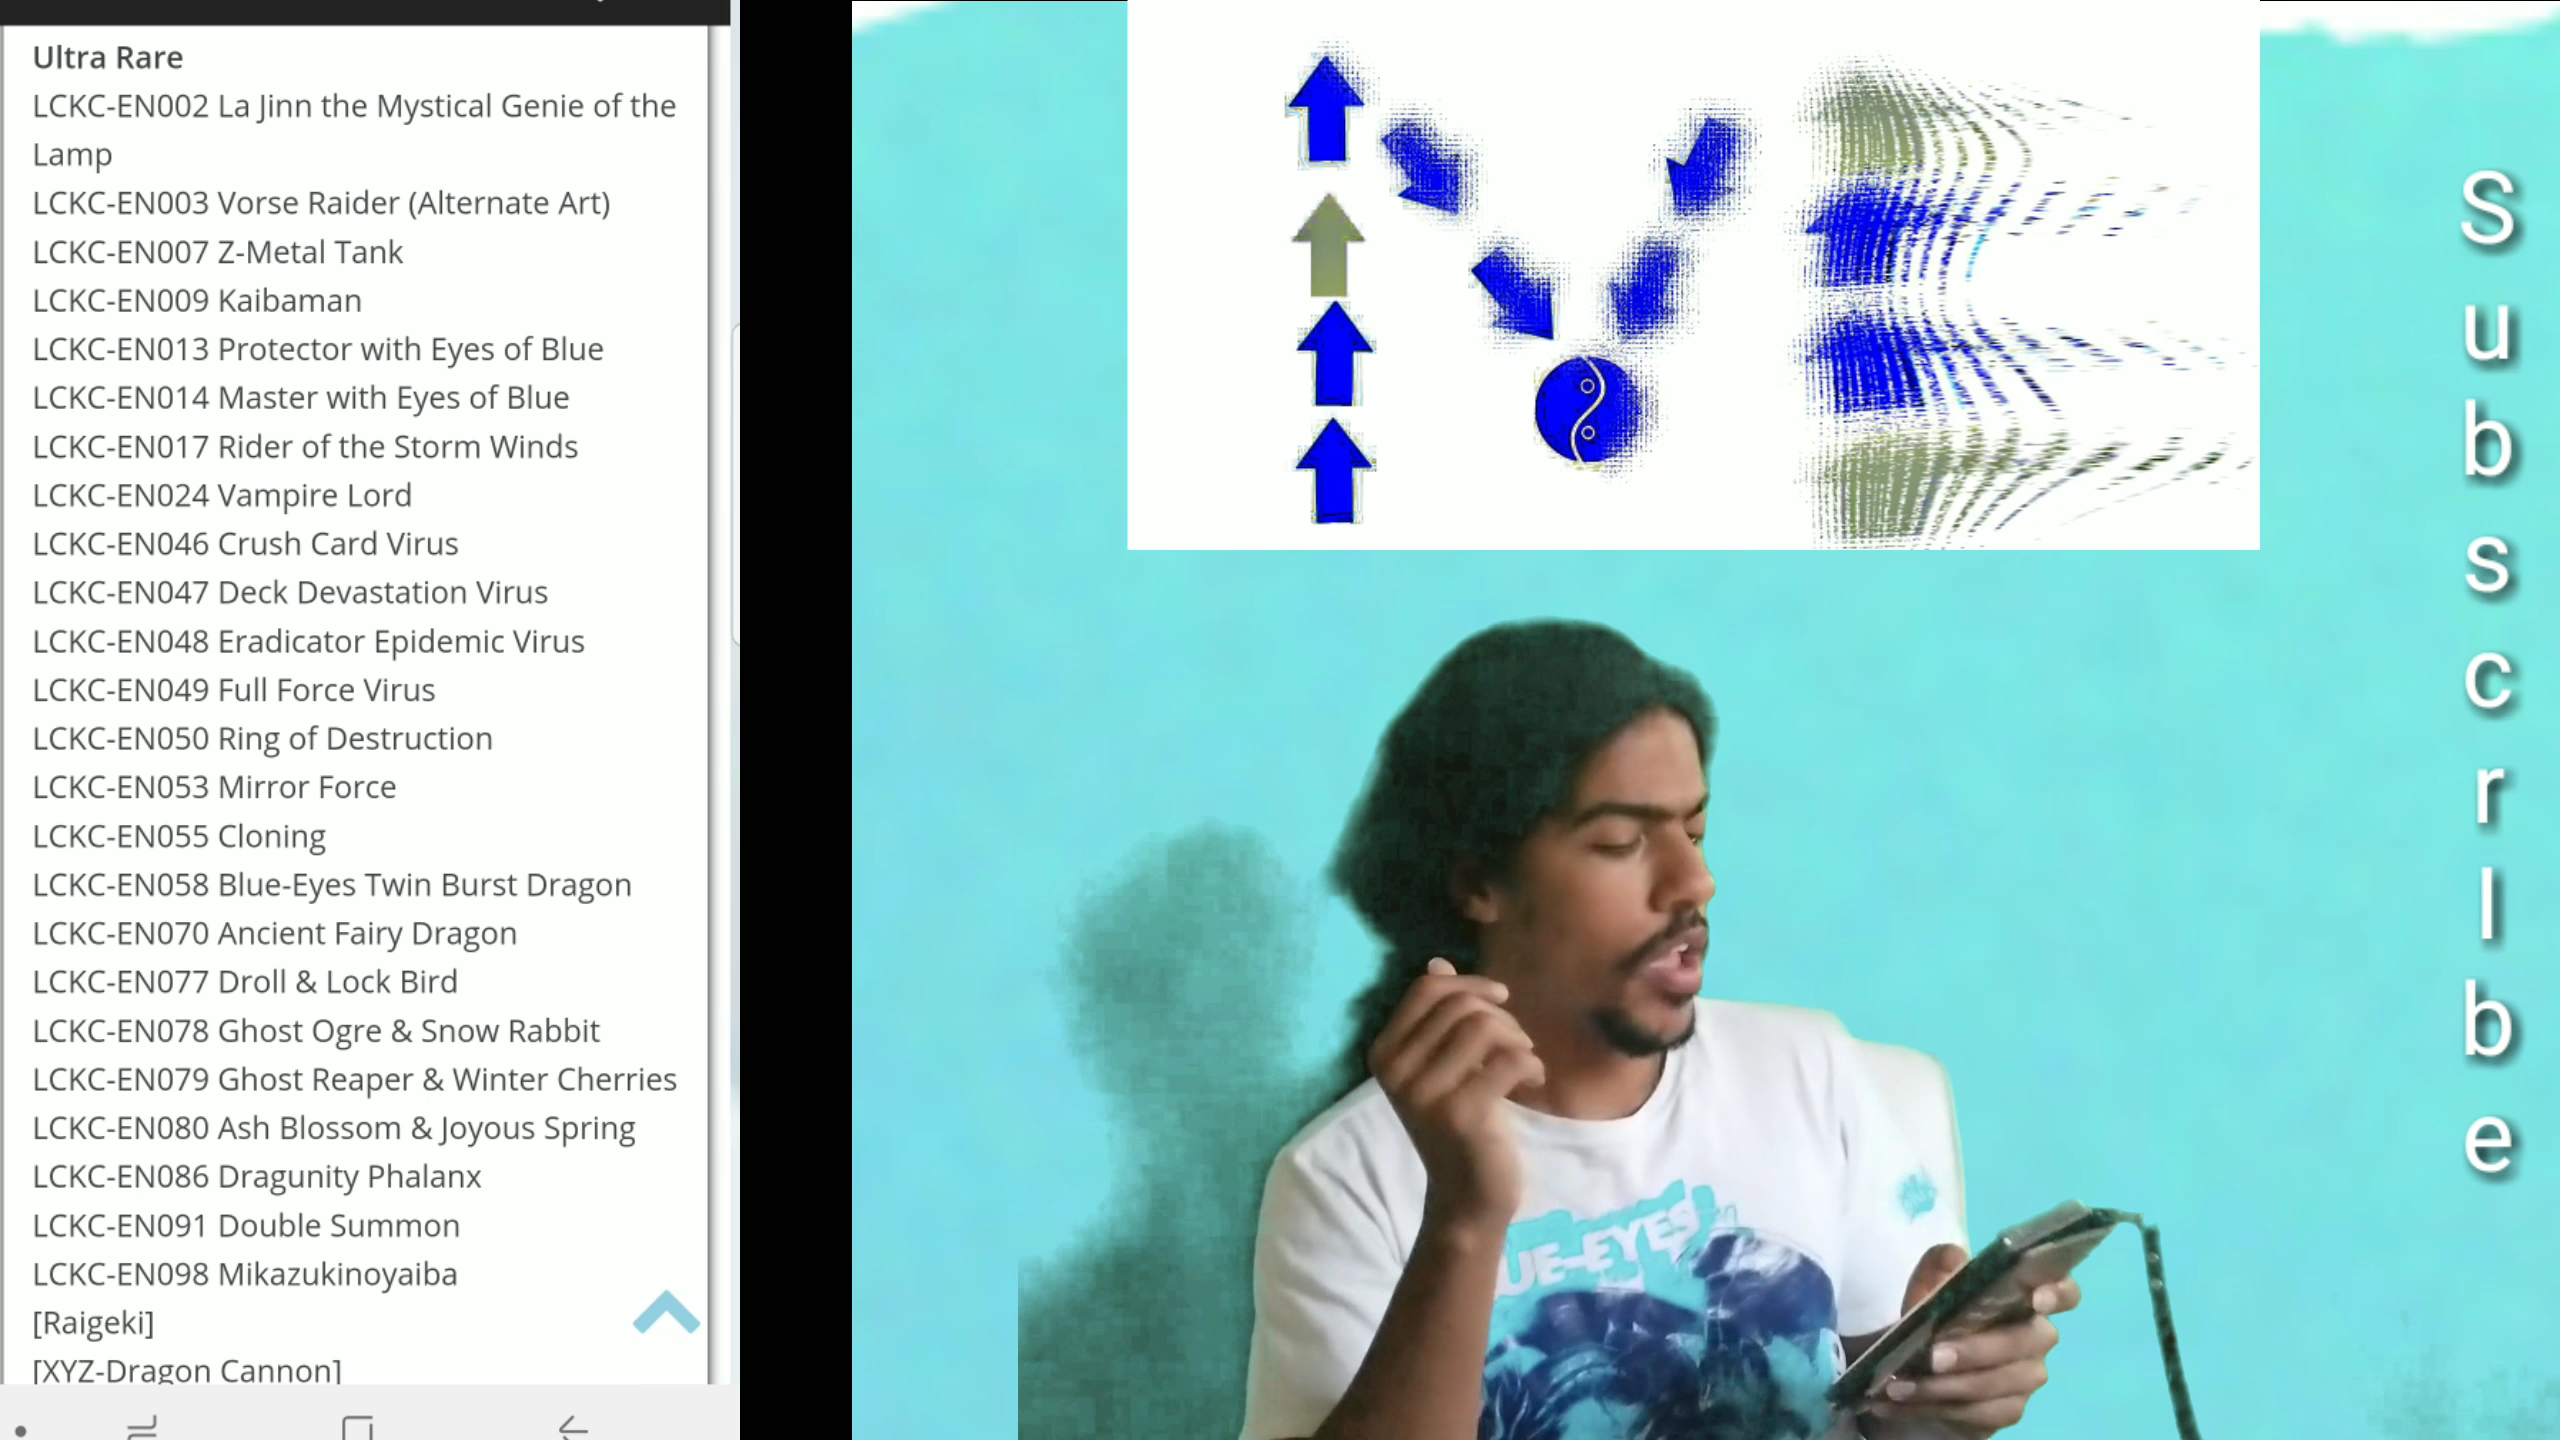 Ultra Rare
LCKC-EN002 La Jinn the Mystical Genie of the
Lamp
LCKC-EN003 Vorse Raider (Alternate Art)
LCKC-EN007 Z-Metal Tank
LCKC-EN009 Kaibaman
LCKC-EN013 Protector with Eyes of Blue
LCKC-EN014 Master with Eyes of Blue
LCKC-EN017 Rider of the Storm Winds
LCKC-EN024 Vampire Lord
LCKC-EN046 Crush Card Virus
LCKC-EN047 Deck Devastation Virus
LCKC-EN048 Eradicator Epidemic Virus
LCKC-EN049 Full Force Virus
LCKC-EN050 Ring of Destruction
LCKC-EN053 Mirror Force
LCKC-EN055 Cloning
LCKC-EN058 Blue-Eyes Twin Burst Dragon
LCKC-EN070 Ancient Fairy Dragon
LCKC-EN077 Droll & Lock Bird
LCKC-EN078 Ghost Ogre & Snow Rabbit
LCKC-EN079 Ghost Reaper & Winter Cherries
LCKC-EN080 Ash Blossom & Joyous Spring
LCKC-EN086 Dragunity Phalanx
LCKC-EN091 Double Summon
LCKC-EN098 Mikazukinoyaiba
[Raigeki]
[XYZ-Dragon Cannon]
SubscrIbe
UE-EYES